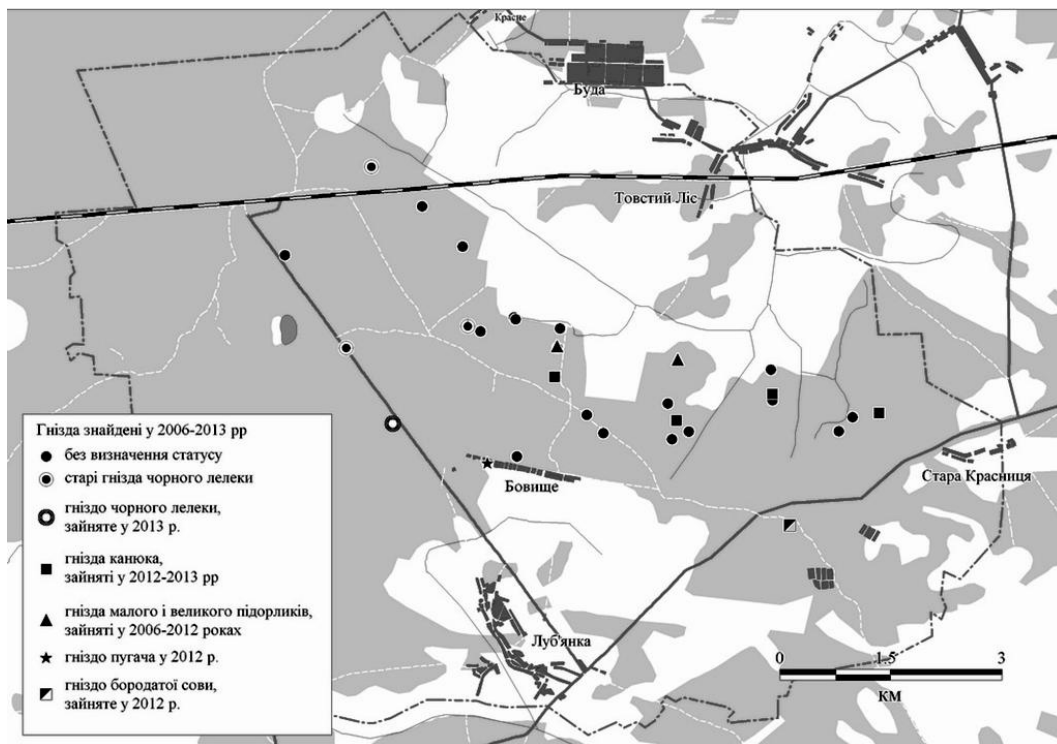 Красне
Буда
Товстий Ліс
Гнізда знайдені у 2006-2013 рр
без визначення статусу
старі гнізда чорного лелеки
гніздо чорного лелеки,
зайняте у 2013 р.
гнізда канюка,
зайняті у 2012-2013 рр
гнізда малого і великого підорликів,
зайняті у 2006-2012 роках
гніздо пугача у 2012 р.
гніздо бородатої сови,
зайняте у 2012 р.
Бовище
Стара Красниця
Луб'янка
0 1.5 3
КМ